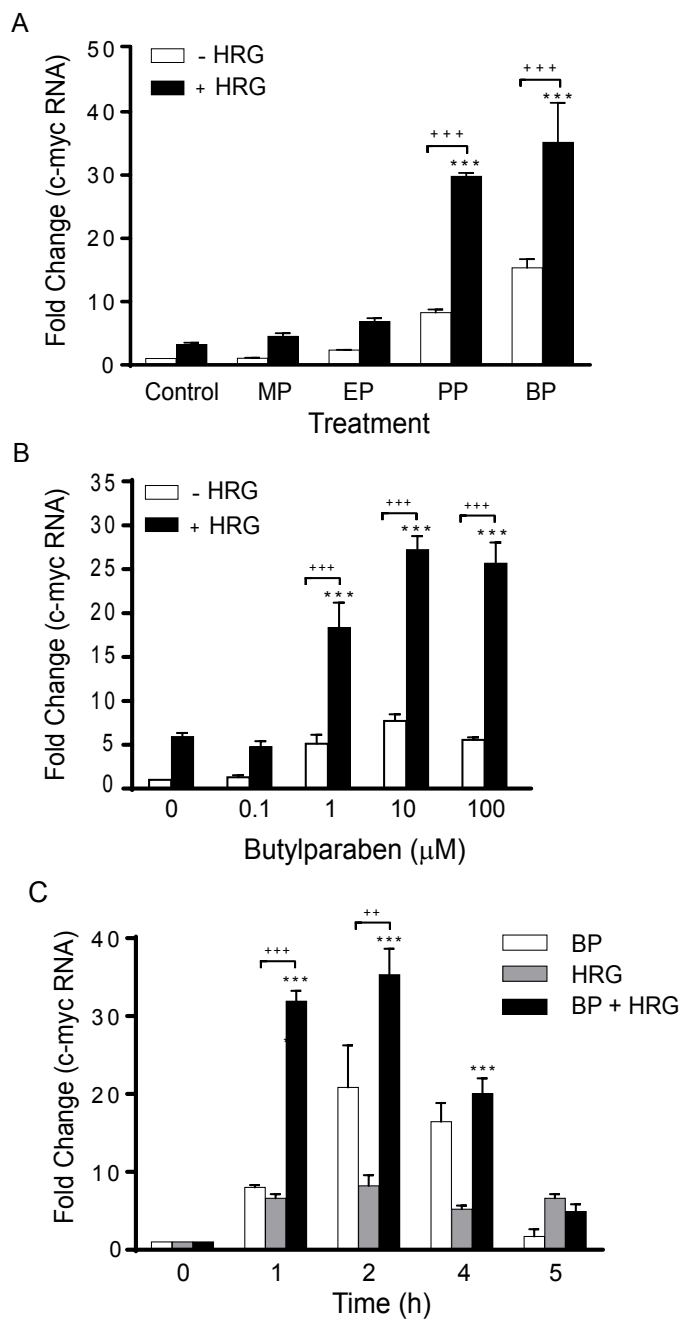 A
Fold Change (c-myc RNA)
50
40
30
20
10
0
- HRG
+ HRG
+++
***
+++
***
Control MP EP PP BP
Treatment
B
Fold Change (c-myc RNA)
35
30
25
20
15
10
5
0
- HRG
+ HRG
+++
***
+++
***
+++
***
0 0.1 1 10 100
Butylparaben (μM)
C
Fold Change (c-myc RNA)
40
30
20
10
0
BP
HRG
BP + HRG
+++
***
++
***
***
0 1 2 4 5
Time (h)